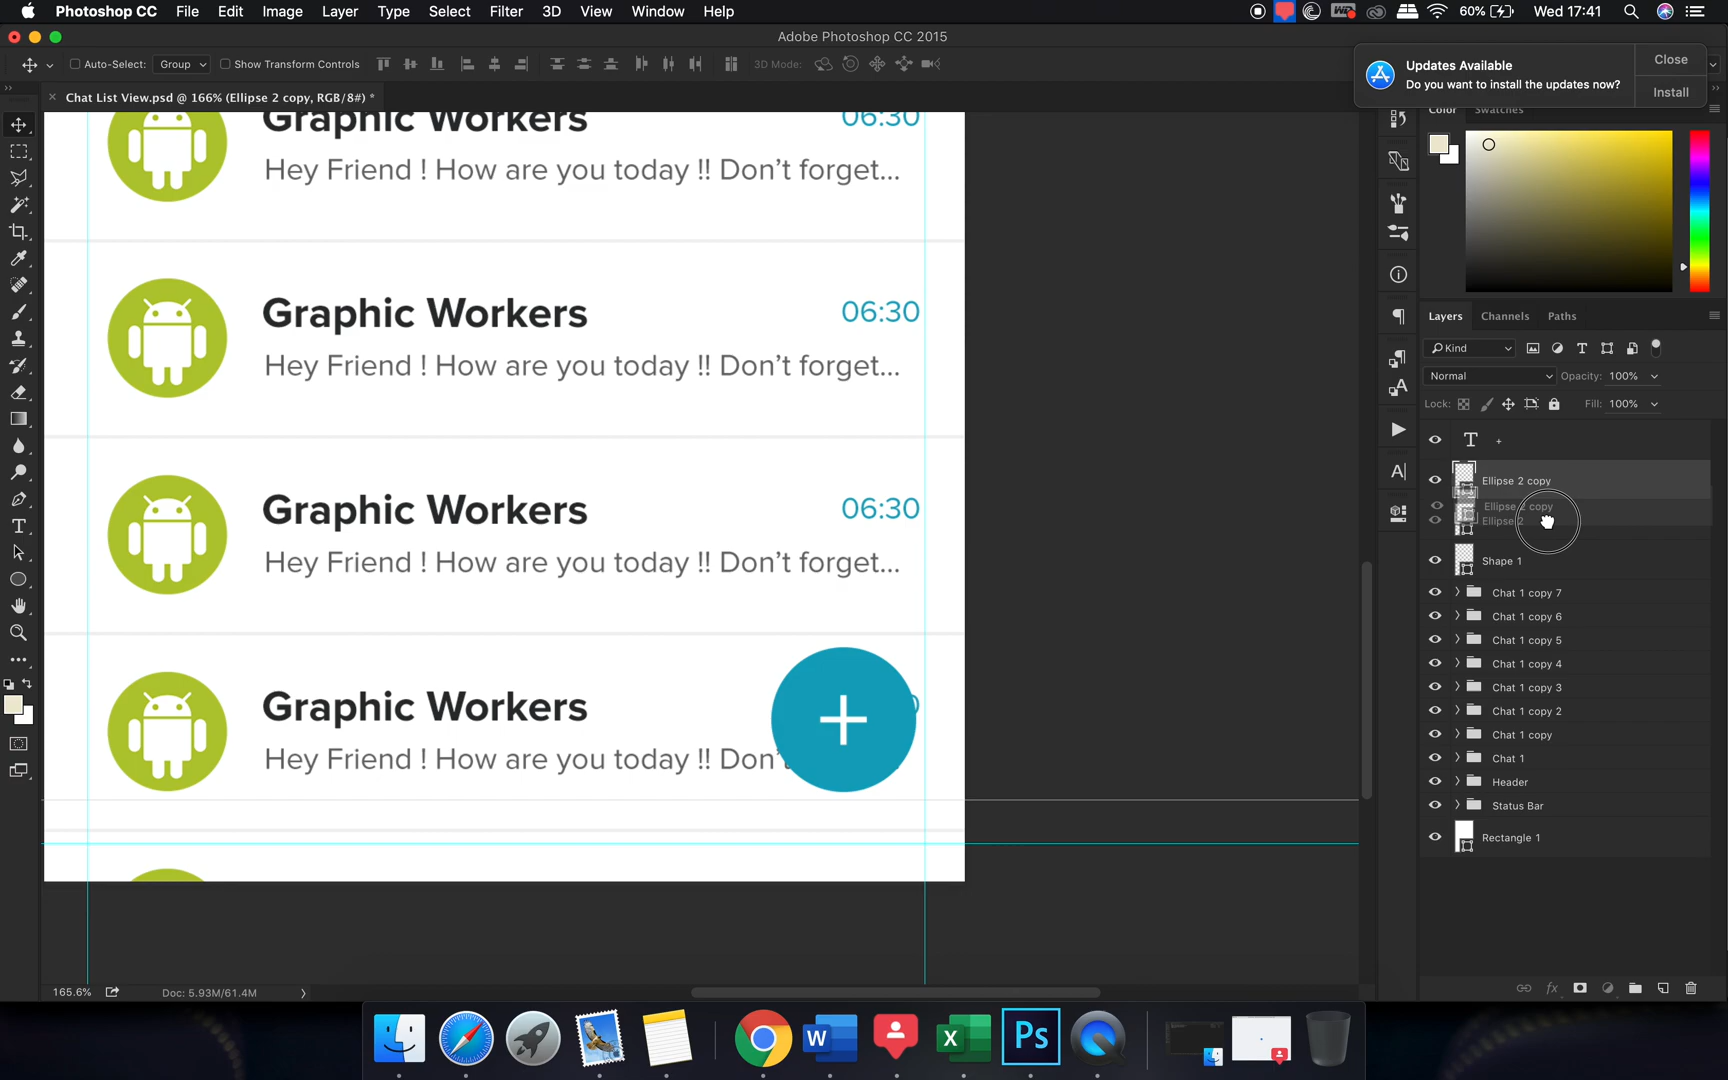 Photoshop CC File Edit Image Layer Type Select Filter 3D View Window Help
60% Wed 17:41
Adobe Photoshop CC 2015
Auto-Select: Group Show Transform Controls 3D Mode:
Updates Available
Do you want to install the updates now?
Close
Install
Chat List View.psd @ 166% (Ellipse 2 copy, RGB/8#) *
Color Swatches
Graphic Workers 06:30
Hey Friend ! How are you today !! Don't forget...
Graphic Workers 06:30
Hey Friend ! How are you today !! Don't forget...
Graphic Workers 06:30
Hey Friend ! How are you today !! Don't forget...
Graphic Workers
Hey Friend ! How are you today !! Don'
+
Layers Channels Paths
Kind
Normal Opacity: 100%
Lock: Fill: 100%
T +
Ellipse 2 copy
Ellipse 2 copy
Ellipse 2
Shape 1
Chat 1 copy 7
Chat 1 copy 6
Chat 1 copy 5
Chat 1 copy 4
Chat 1 copy 3
Chat 1 copy 2
Chat 1 copy
Chat 1
Header
Status Bar
Rectangle 1
fx
165.6% Doc: 5.93M/61.4M
W X Ps